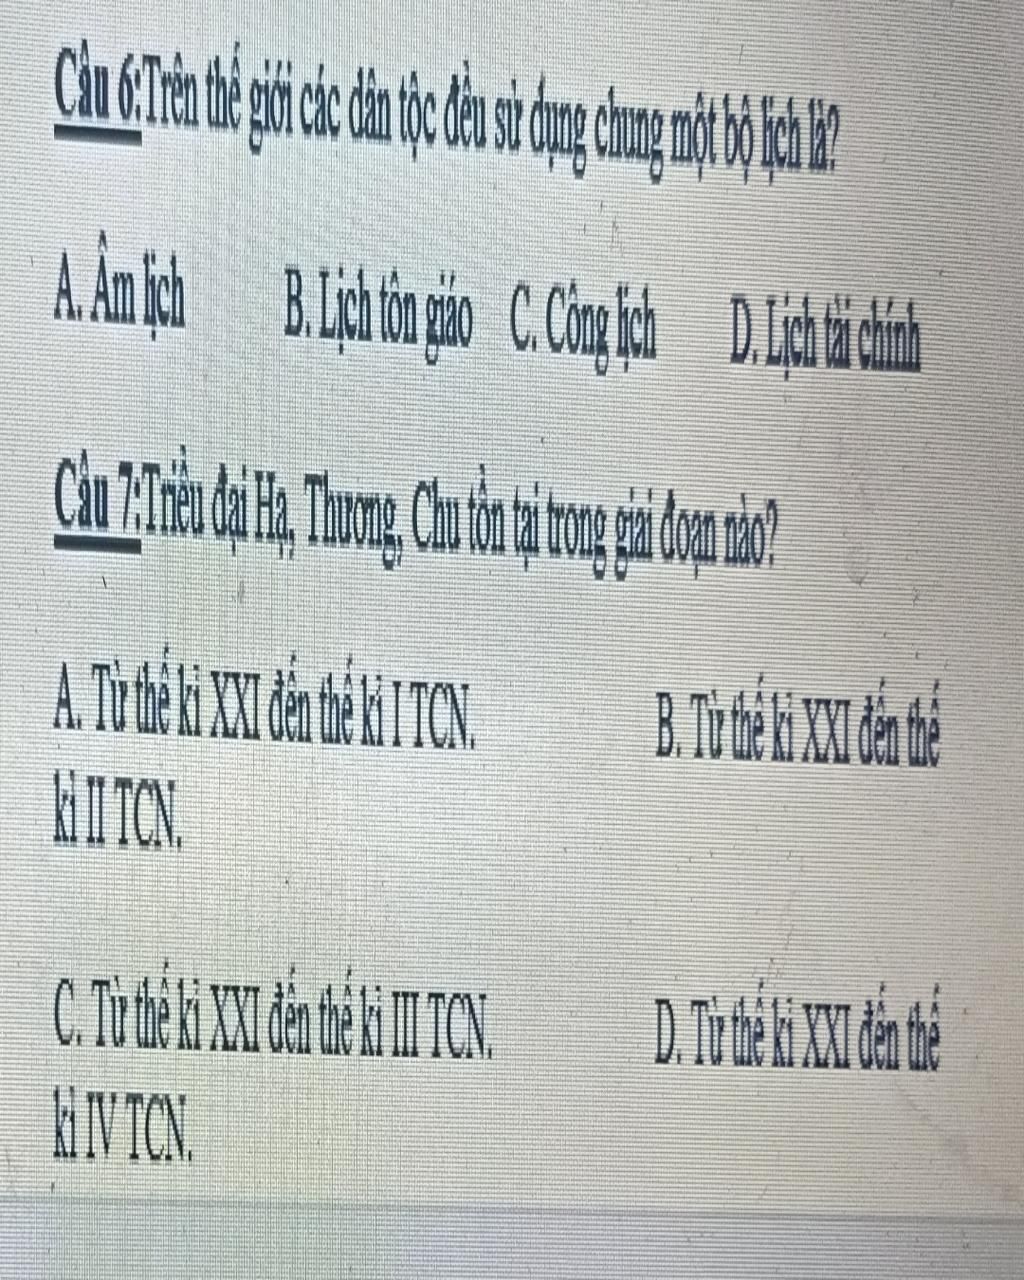 Câu 6:Trên thế giới các dân tộc đều sử dụng chung một bộ lịch là?
A. Âm lịch B. Lịch tôn giáo C. Công lịch D. Lịch tài chính
Câu 7:Triều đại Hạ, Thương, Chu tồn tại trong giai đoạn nào?
A. Từ thế kỉ XXI đến thế kỉ I TCN. B. Từ thế kỉ XXI đến thế
kỉ II TCN.
C. Từ thế kỉ XXI đến thế kỉ III TCN. D. Từ thế kỉ XXI đến thế
kỉ IV TCN.